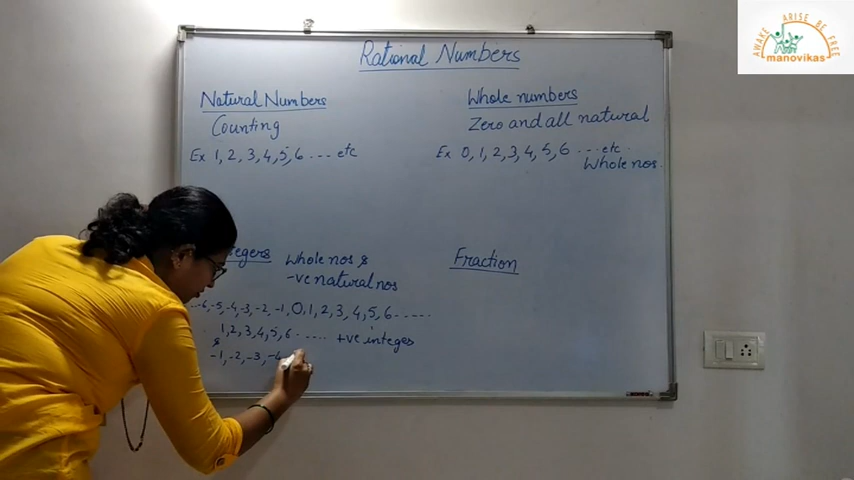 AWAKE ARISE BE FREE
manovikas
Rational Numbers
Natural Numbers
Counting
Ex 1, 2, 3, 4, 5, 6 .... etc
Whole numbers
Zero and all natural
Ex 0, 1, 2, 3, 4, 5, 6 ....etc.
Whole nos.
tegers Whole nos &
-ve natural nos
...-6, -5, -4, -3, -2, -1, 0, 1, 2, 3, 4, 5, 6 ......
1, 2, 3, 4, 5, 6 ...... +ve integes
&
-1, -2, -3, -4
Fraction